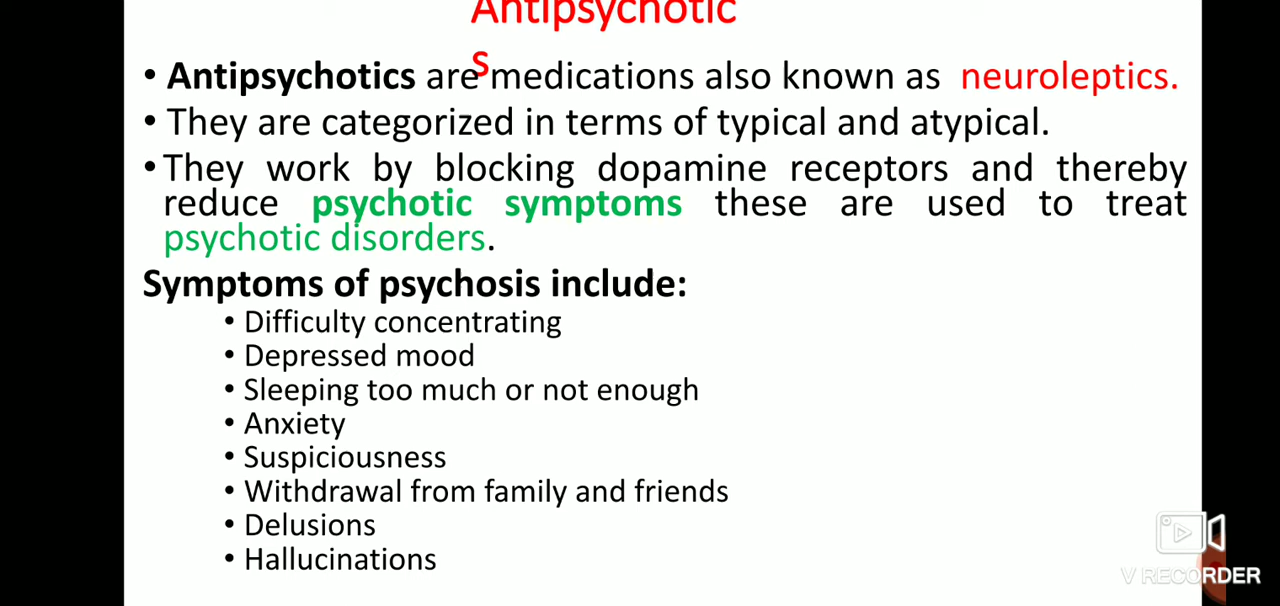 Antipsychotic
s
• Antipsychotics are medications also known as neuroleptics.
• They are categorized in terms of typical and atypical.
• They work by blocking dopamine receptors and thereby
reduce psychotic symptoms these are used to treat
psychotic disorders.
Symptoms of psychosis include:
• Difficulty concentrating
• Depressed mood
• Sleeping too much or not enough
• Anxiety
• Suspiciousness
• Withdrawal from family and friends
• Delusions
• Hallucinations
V RECORDER